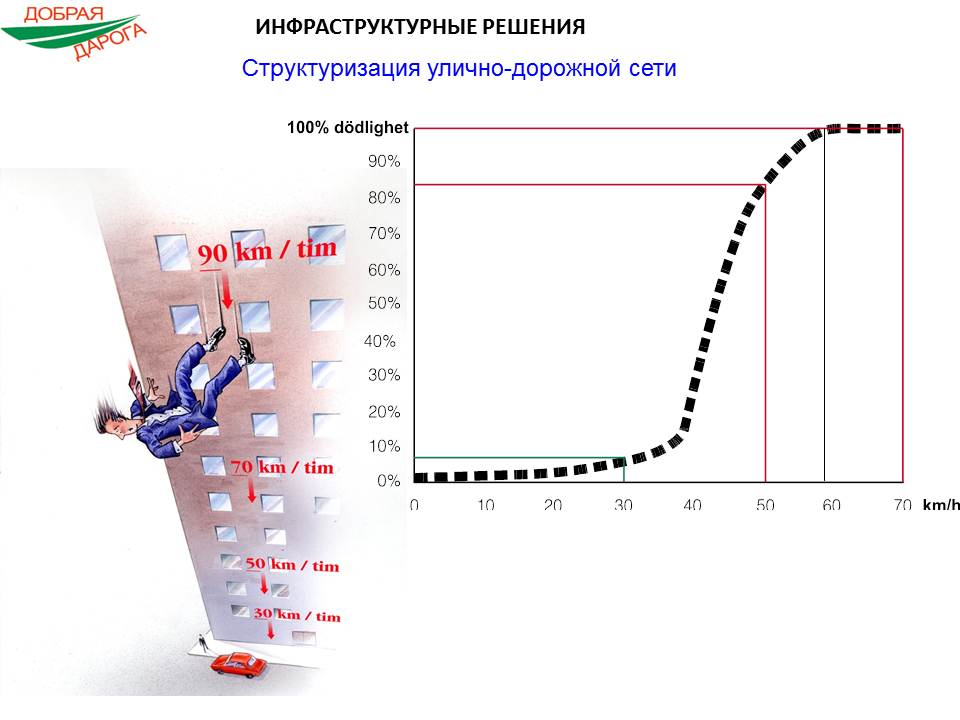 ДОБРАЯ
ДАРОГА
ИНФРАСТРУКТУРНЫЕ РЕШЕНИЯ
Структуризация улично-дорожной сети
100% dödlighet
90%
80%
70%
60%
50%
40%
30%
20%
10%
0%
0 10 20 30 40 50 60 70 km/h
90 km / tim
70 km / tim
50 km / tim
30 km / tim